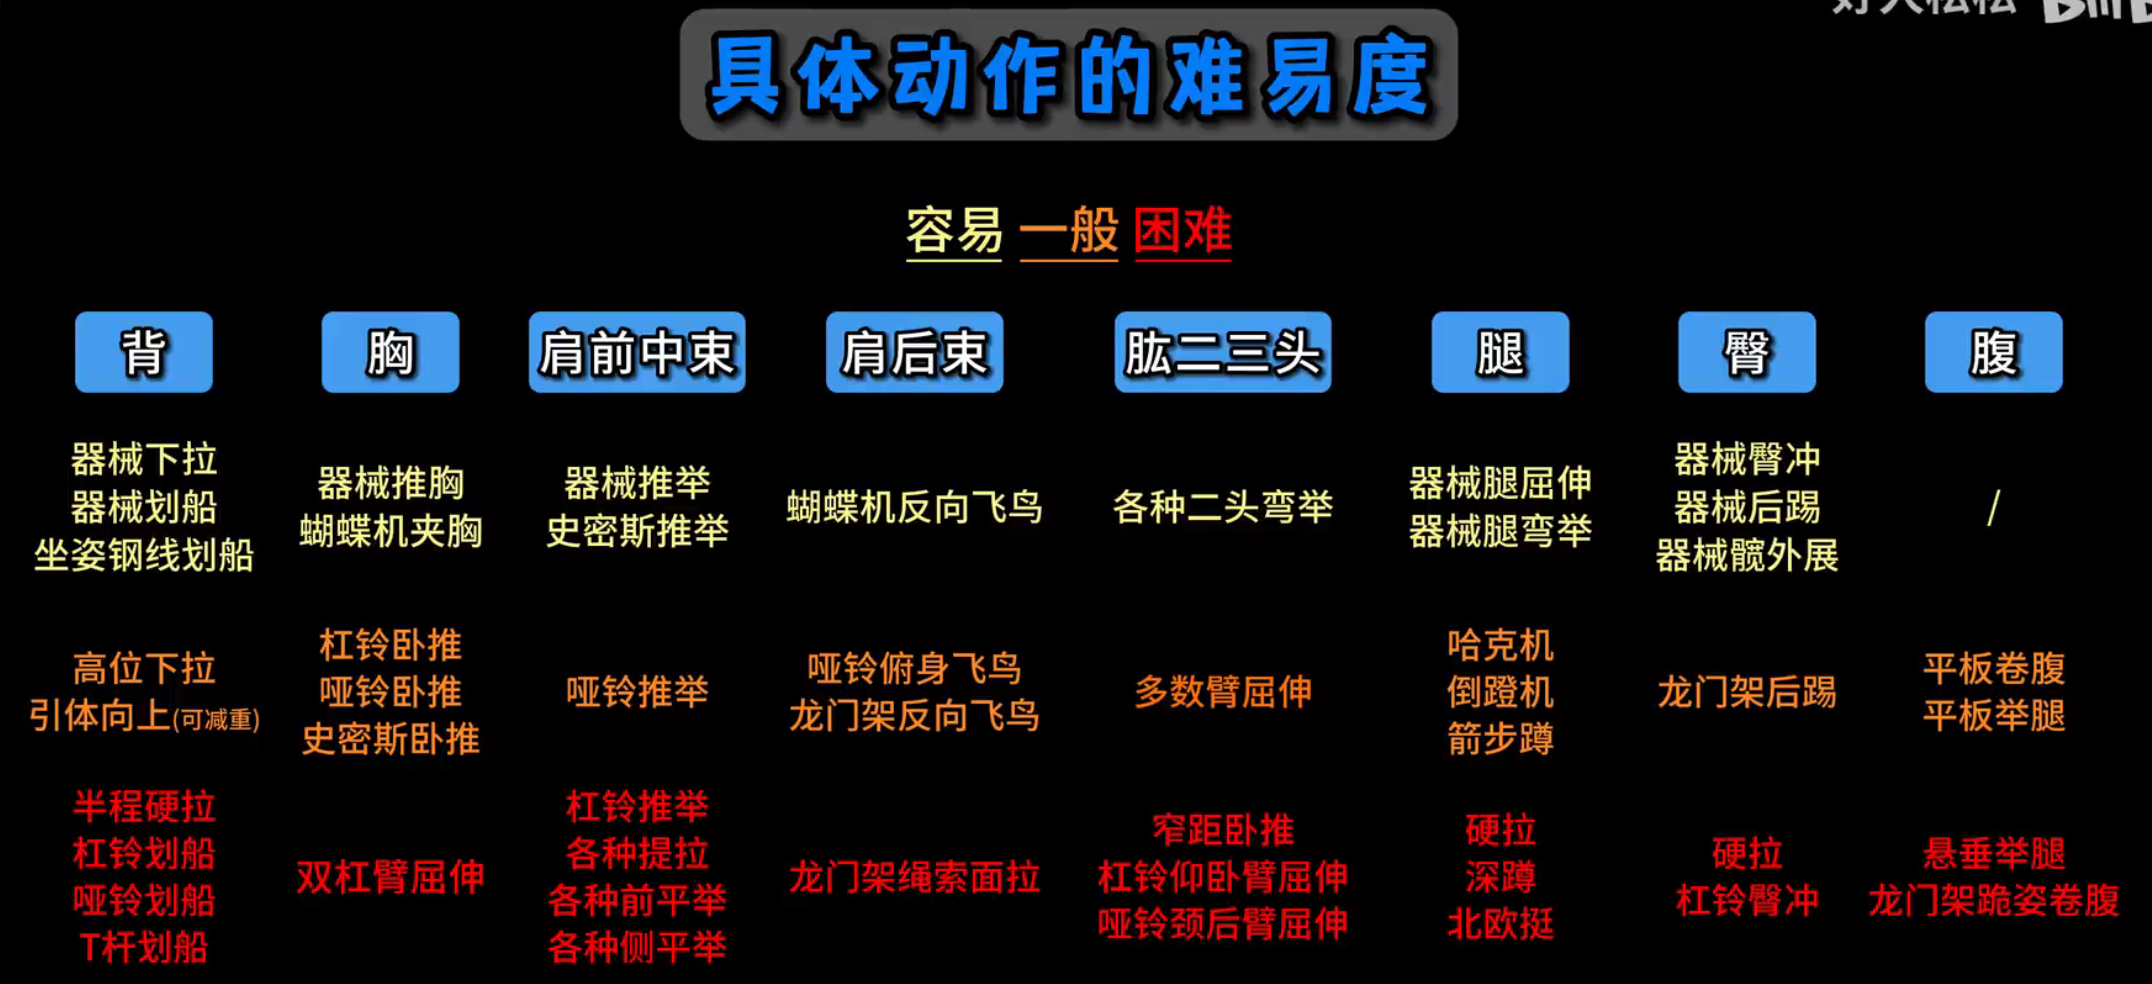 好人松松
具体动作的难易度
容易 一般 困难
背 胸 肩前中束 肩后束 肱二三头 腿 臀 腹
器械下拉
器械划船
坐姿钢线划船
器械推胸
蝴蝶机夹胸
器械推举
史密斯推举
蝴蝶机反向飞鸟
各种二头弯举
器械腿屈伸
器械腿弯举
器械臀冲
器械后踢
器械髋外展
/
高位下拉
引体向上(可减重)
杠铃卧推
哑铃卧推
史密斯卧推
哑铃推举
哑铃俯身飞鸟
龙门架反向飞鸟
多数臂屈伸
哈克机
倒蹬机
箭步蹲
龙门架后踢
平板卷腹
平板举腿
半程硬拉
杠铃划船
哑铃划船
T杆划船
双杠臂屈伸
杠铃推举
各种提拉
各种前平举
各种侧平举
龙门架绳索面拉
窄距卧推
杠铃仰卧臂屈伸
哑铃颈后臂屈伸
硬拉
深蹲
北欧挺
硬拉
杠铃臀冲
悬垂举腿
龙门架跪姿卷腹